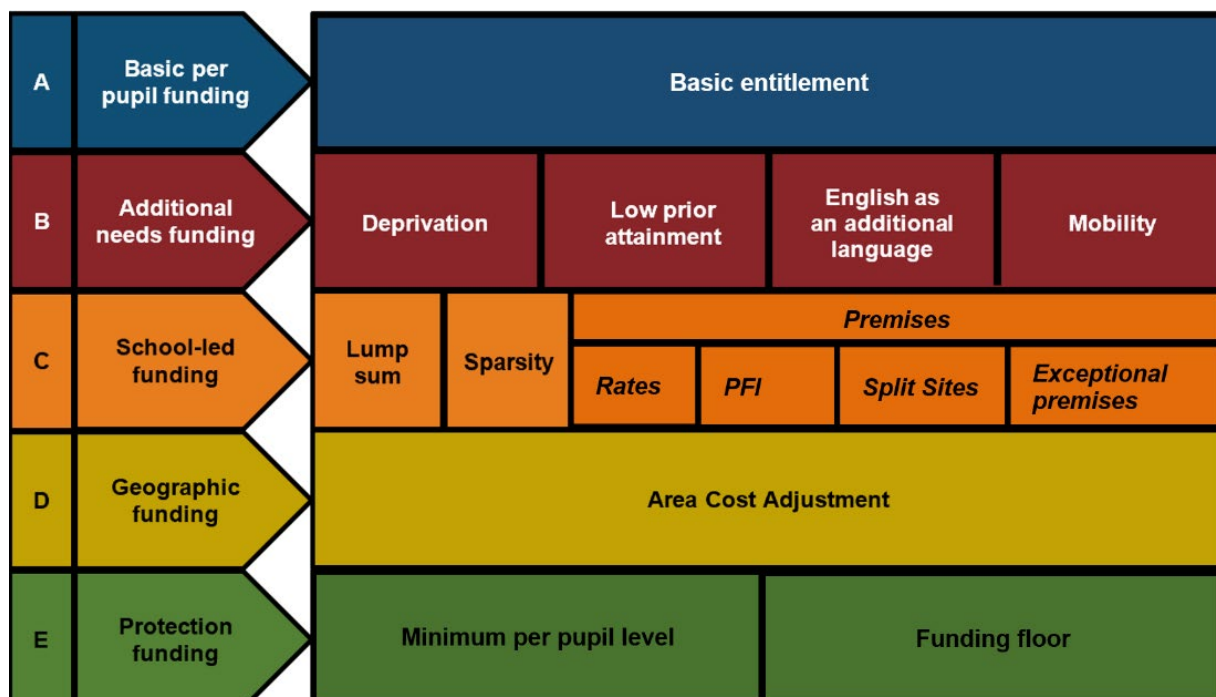 A
Basic per
pupil funding
Basic entitlement
B
Additional
needs funding
Deprivation
Low prior
attainment
English as
an additional
language
Mobility
C
School-led
funding
Lump
sum
Sparsity
Premises
Rates
PFI
Split Sites
Exceptional
premises
D
Geographic
funding
Area Cost Adjustment
E
Protection
funding
Minimum per pupil level
Funding floor